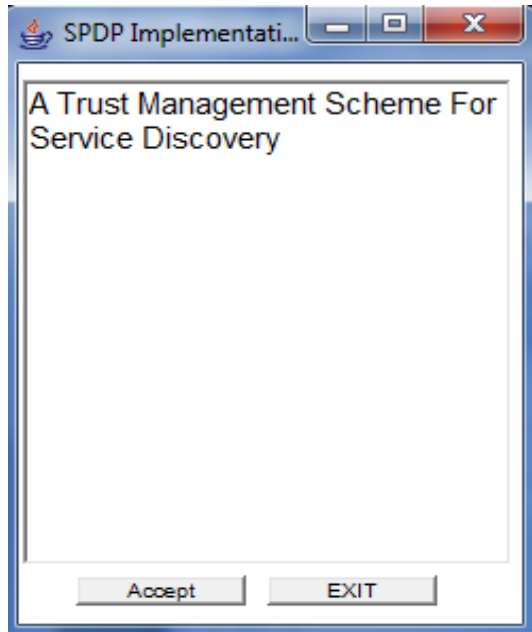 SPDP Implementati...
A Trust Management Scheme For
Service Discovery
Accept
EXIT